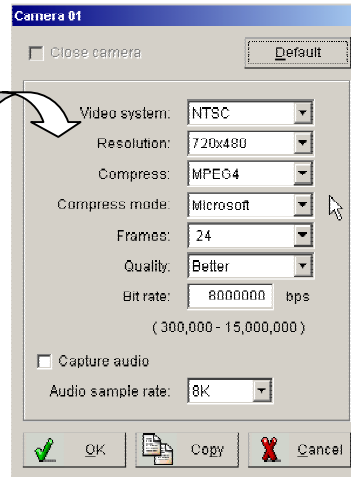 Camera 01
Close camera Default
Video system: NTSC
Resolution: 720x480
Compress: MPEG4
Compress mode: Microsoft
Frames: 24
Quality: Better
Bit rate: 8000000 bps
( 300,000 - 15,000,000 )
Capture audio
Audio sample rate: 8K
OK Copy Cancel